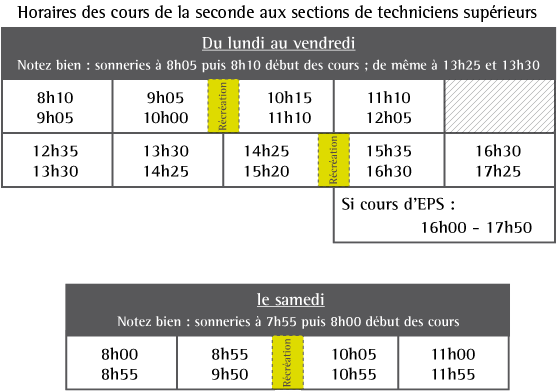 Horaires des cours de la seconde aux sections de techniciens supérieurs
Du lundi au vendredi
Notez bien : sonneries à 8h05 puis 8h10 début des cours ; de même à 13h25 et 13h30
8h10 9h05 Récréation 10h15 11h10
9h05 10h00 11h10 12h05
12h35 13h30 14h25 Récréation 15h35 16h30
13h30 14h25 15h20 16h30 17h25
Si cours d'EPS :
16h00 - 17h50
le samedi
Notez bien : sonneries à 7h55 puis 8h00 début des cours
8h00 8h55 Récréation 10h05 11h00
8h55 9h50 10h55 11h55